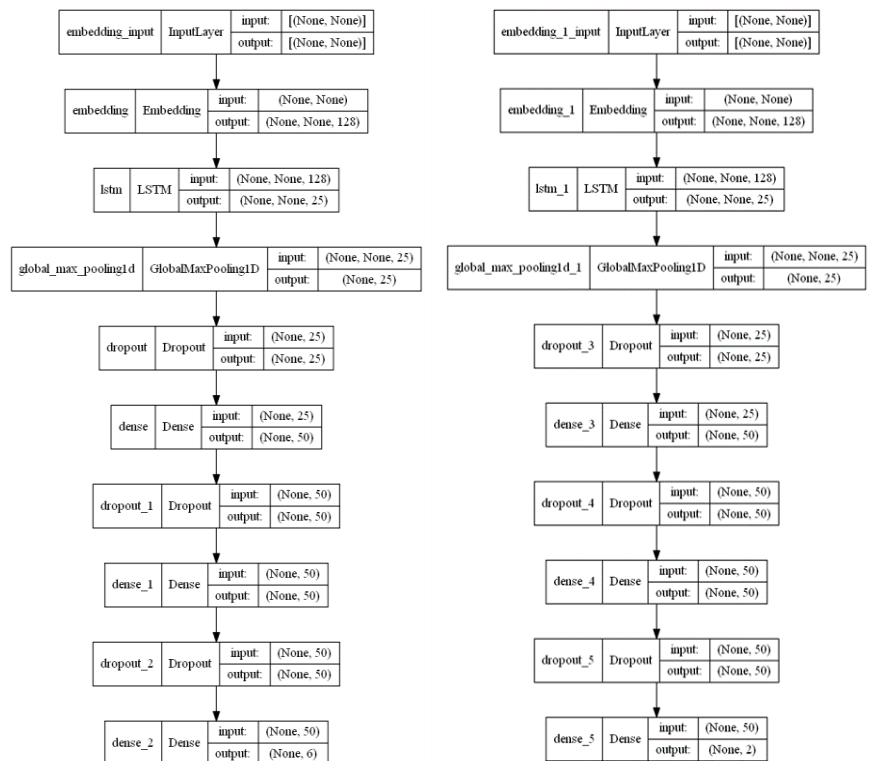 embedding_input InputLayer input: [(None, None)]
output: [(None, None)]
embedding Embedding input: (None, None)
output: (None, None, 128)
lstm LSTM input: (None, None, 128)
output: (None, None, 25)
global_max_pooling1d GlobalMaxPooling1D input: (None, None, 25)
output: (None, 25)
dropout Dropout input: (None, 25)
output: (None, 25)
dense Dense input: (None, 25)
output: (None, 50)
dropout_1 Dropout input: (None, 50)
output: (None, 50)
dense_1 Dense input: (None, 50)
output: (None, 50)
dropout_2 Dropout input: (None, 50)
output: (None, 50)
dense_2 Dense input: (None, 50)
output: (None, 6)
embedding_1_input InputLayer input: [(None, None)]
output: [(None, None)]
embedding_1 Embedding input: (None, None)
output: (None, None, 128)
lstm_1 LSTM input: (None, None, 128)
output: (None, None, 25)
global_max_pooling1d_1 GlobalMaxPooling1D input: (None, None, 25)
output: (None, 25)
dropout_3 Dropout input: (None, 25)
output: (None, 25)
dense_3 Dense input: (None, 25)
output: (None, 50)
dropout_4 Dropout input: (None, 50)
output: (None, 50)
dense_4 Dense input: (None, 50)
output: (None, 50)
dropout_5 Dropout input: (None, 50)
output: (None, 50)
dense_5 Dense input: (None, 50)
output: (None, 2)